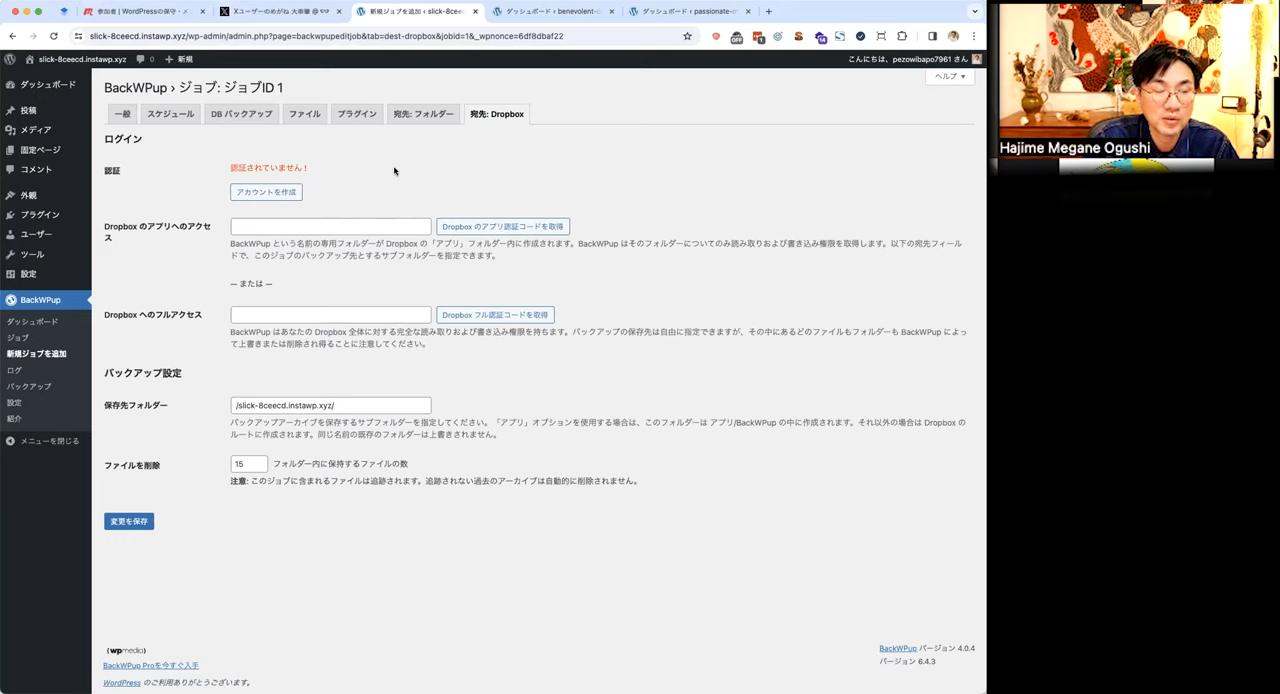 参加者 | WordPressの保守・メン
Xユーザーのめがね・大串肇 @
新規ジョブを追加 ‹ slick-8ceec
ダッシュボード ‹ benevolent-
ダッシュボード ‹ passionate-
slick-8ceecd.instawp.xyz/wp-admin/admin.php?page=backwpupeditjob&tab=dest-dropbox&jobid=1&_wpnonce=6df8dbaf22
slick-8ceecd.instawp.xyz 0 + 新規
こんにちは、pezowibapo7961 さん
ダッシュボード
投稿
メディア
固定ページ
コメント
外観
プラグイン
ユーザー
ツール
設定
BackWPup
ダッシュボード
ジョブ
新規ジョブを追加
ログ
バックアップ
設定
紹介
メニューを閉じる
ヘルプ ▼
BackWPup › ジョブ: ジョブID 1
一般 スケジュール DB バックアップ ファイル プラグイン 宛先: フォルダー 宛先: Dropbox
ログイン
認証
認証されていません !
アカウントを作成
Dropbox のアプリへのアクセス
Dropbox のアプリ認証コードを取得
BackWPup という名前の専用フォルダーが Dropbox の「アプリ」フォルダー内に作成されます。BackWPup はそのフォルダーについてのみ読み取りおよび書き込み権限を取得します。以下の宛先フィール
ドで、このジョブのバックアップ先とするサブフォルダーを指定できます。
— または —
Dropbox へのフルアクセス
Dropbox フル認証コードを取得
BackWPup はあなたの Dropbox 全体に対する完全な読み取りおよび書き込み権限を持ちます。バックアップの保存先は自由に指定できますが、その中にあるどのファイルもフォルダーも BackWPup によっ
て上書きまたは削除され得ることに注意してください。
バックアップ設定
保存先フォルダー
/slick-8ceecd.instawp.xyz/
バックアップアーカイブを保存するサブフォルダーを指定してください。「アプリ」オプションを使用する場合は、このフォルダーは アプリ/BackWPup の中に作成されます。それ以外の場合は Dropbox の
ルートに作成されます。同じ名前の既存のフォルダーは上書きされません。
ファイルを削除
15 フォルダー内に保持するファイルの数
注意: このジョブに含まれるファイルは追跡されます。追跡されない過去のアーカイブは自動的に削除されません。
変更を保存
(wpmedia)
BackWPup Proを今すぐ入手
WordPress のご利用ありがとうございます。
BackWPup バージョン 4.0.4
バージョン 6.4.3
Hajime Megane Ogushi